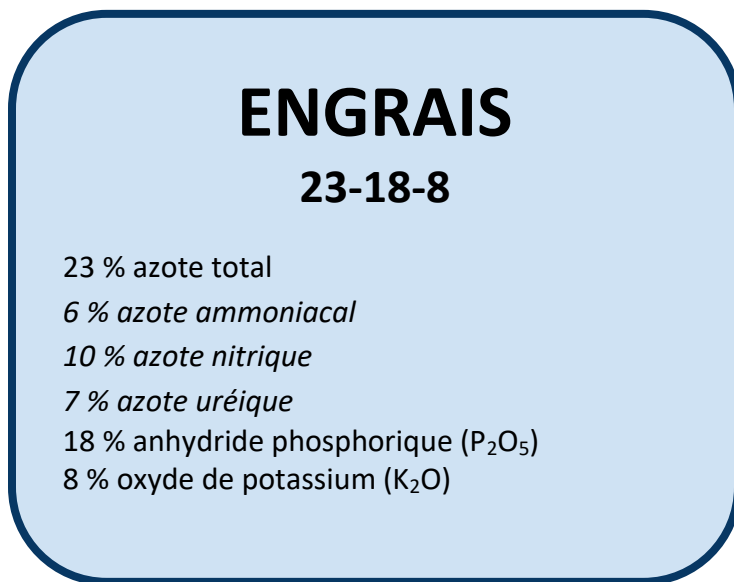 ENGRAIS
23-18-8
23 % azote total
6 % azote ammoniacal
10 % azote nitrique
7 % azote uréique
18 % anhydride phosphorique (P₂O₅)
8 % oxyde de potassium (K₂O)